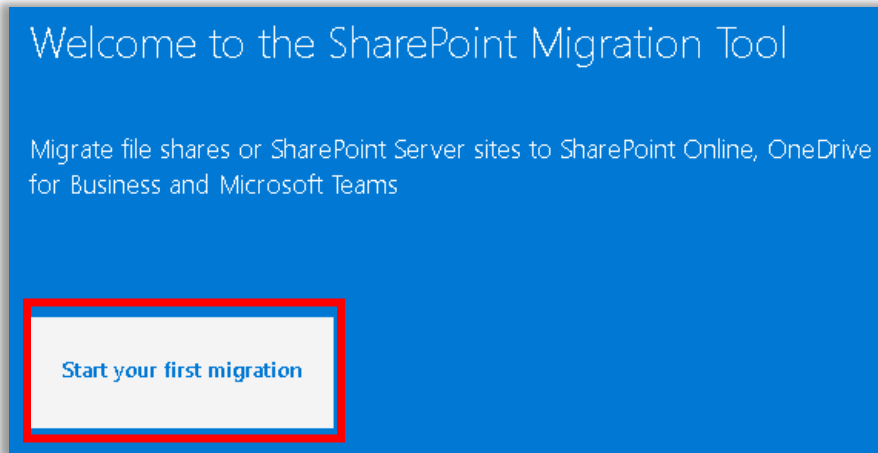 Welcome to the SharePoint Migration Tool
Migrate file shares or SharePoint Server sites to SharePoint Online, OneDrive
for Business and Microsoft Teams
Start your first migration